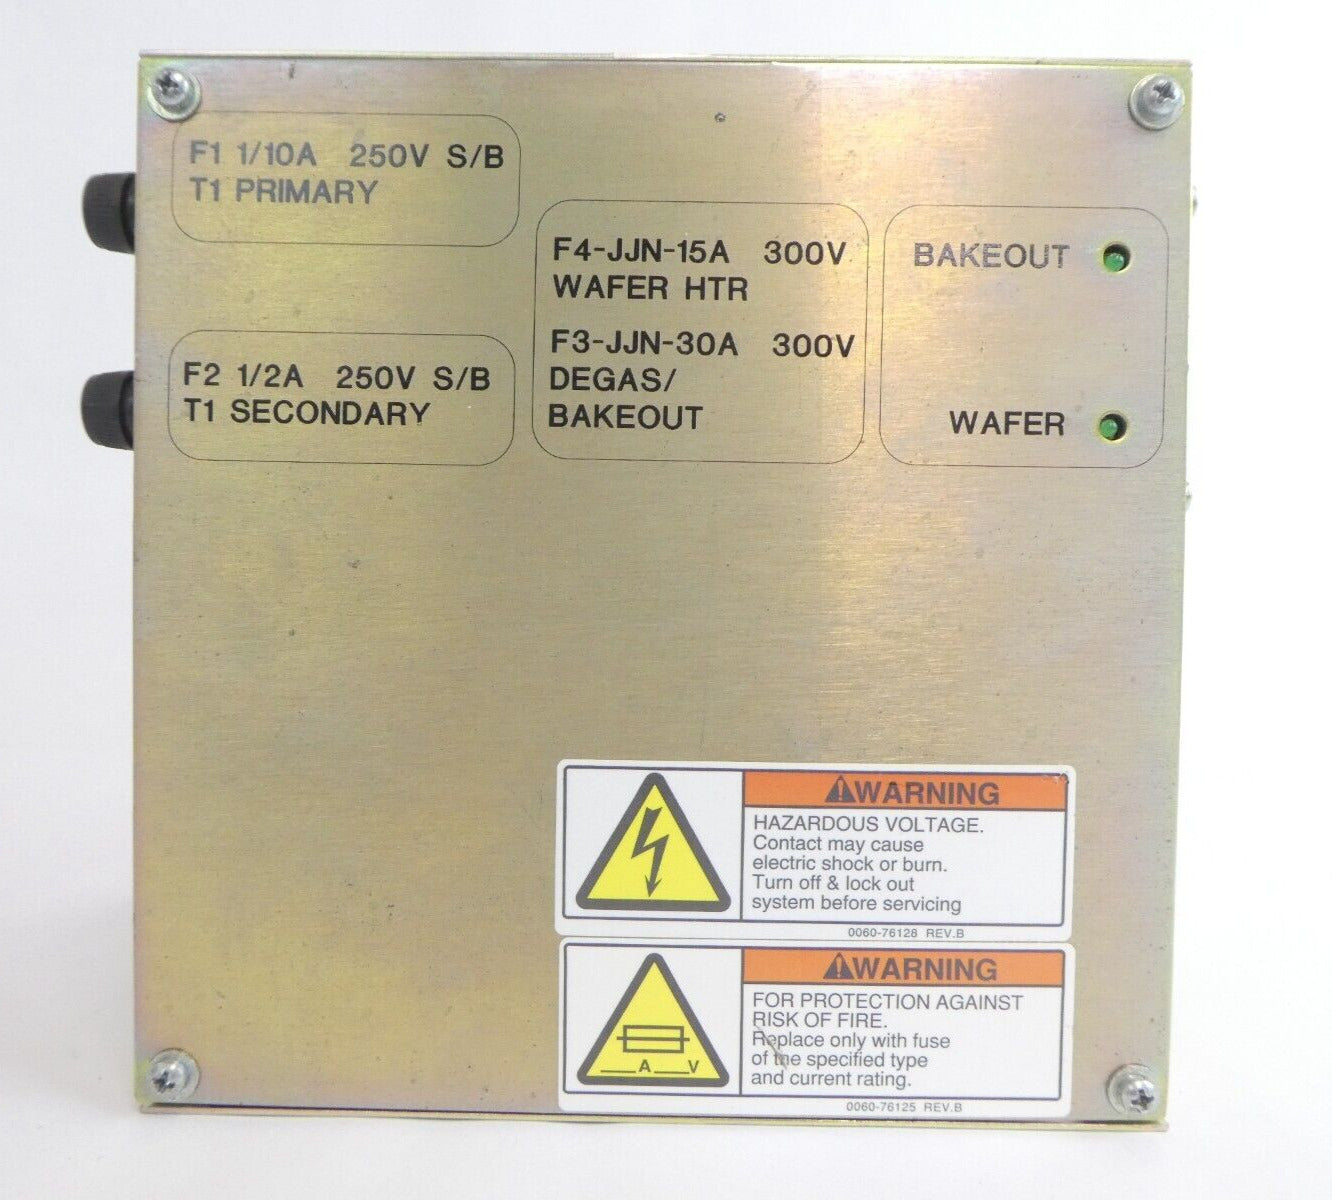 F1 1/10A 250V S/B
T1 PRIMARY
F2 1/2A 250V S/B
T1 SECONDARY
F4-JJN-15A 300V
WAFER HTR
F3-JJN-30A 300V
DEGAS/
BAKEOUT
BAKEOUT
WAFER
WARNING
HAZARDOUS VOLTAGE.
Contact may cause
electric shock or burn.
Turn off & lock out
system before servicing
0060-76128 REV.B
WARNING
FOR PROTECTION AGAINST
RISK OF FIRE.
Replace only with fuse
of the specified type
and current rating.
___A___V
0060-76125 REV.B